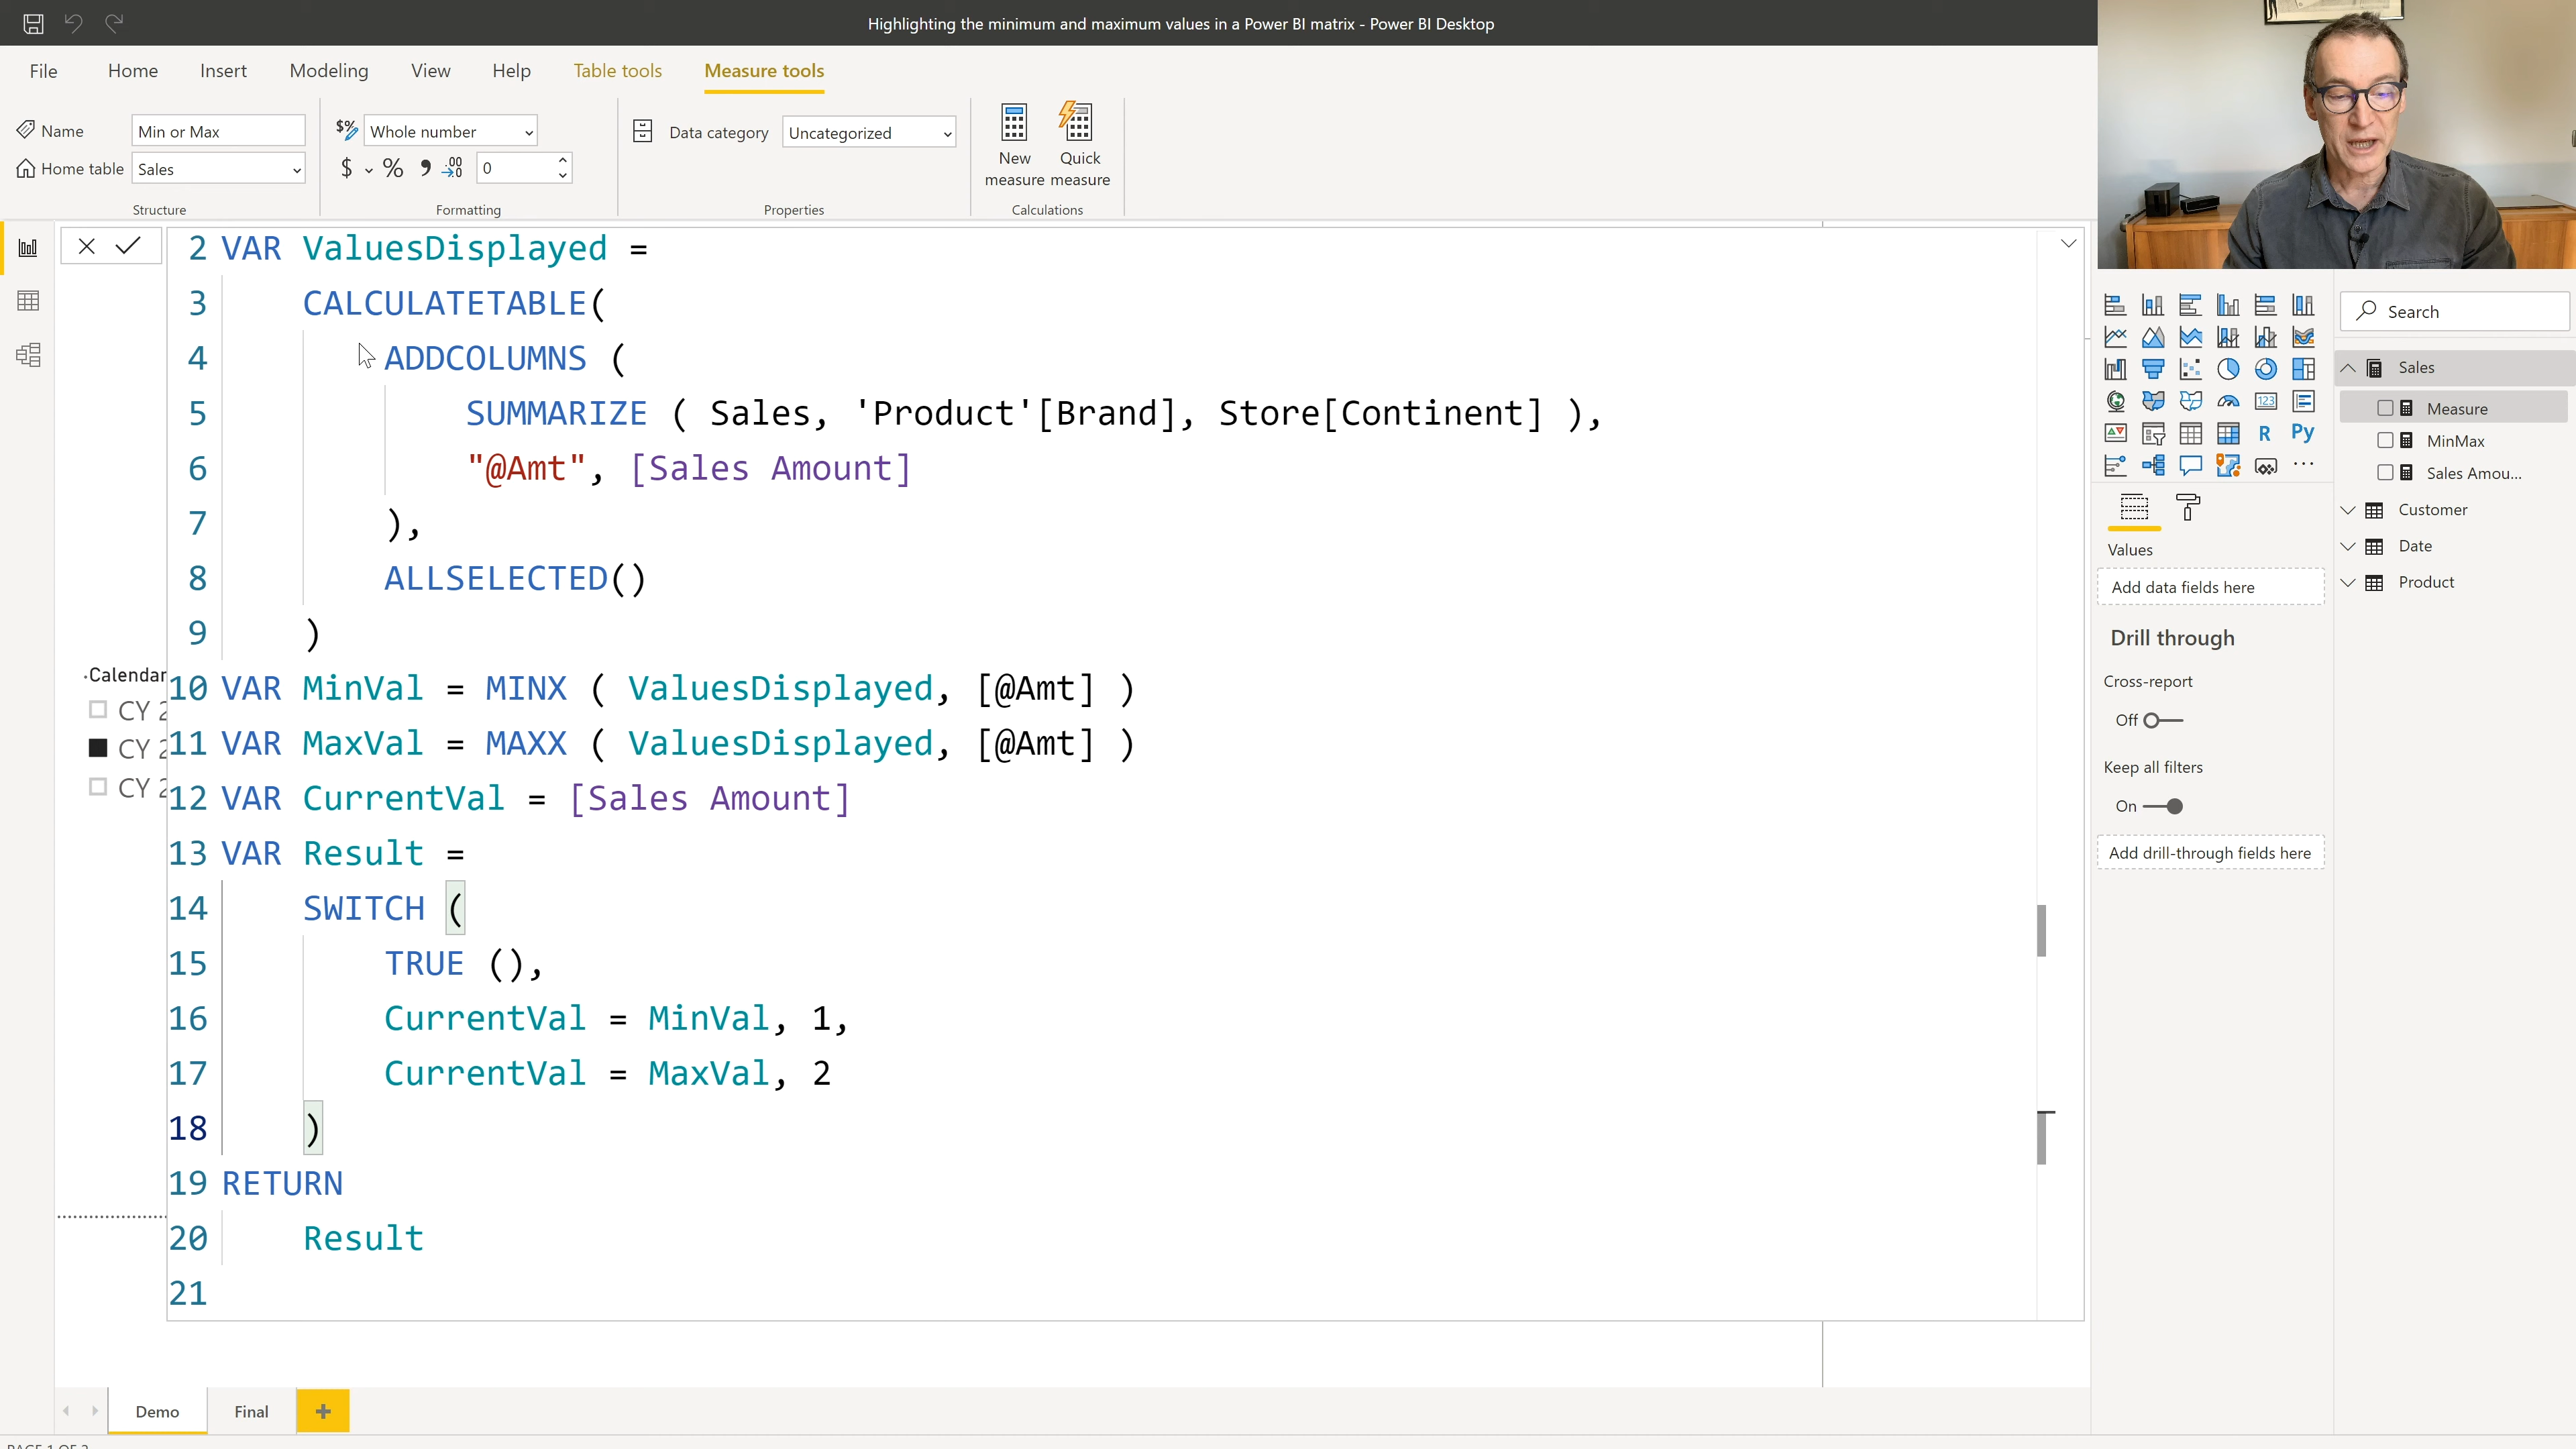 Highlighting the minimum and maximum values in a Power BI matrix - Power BI Desktop
File Home Insert Modeling View Help Table tools Measure tools
Name Min or Max
Home table Sales
Structure
$% Whole number
$ % , .00 0
Formatting
Data category Uncategorized
Properties
New measure
Quick measure
Calculations
2 VAR ValuesDisplayed =
3 CALCULATETABLE(
4 ADDCOLUMNS (
5 SUMMARIZE ( Sales, 'Product'[Brand], Store[Continent] ),
6 "@Amt", [Sales Amount]
7 ),
8 ALLSELECTED()
9 )
10 VAR MinVal = MINX ( ValuesDisplayed, [@Amt] )
11 VAR MaxVal = MAXX ( ValuesDisplayed, [@Amt] )
12 VAR CurrentVal = [Sales Amount]
13 VAR Result =
14 SWITCH (
15 TRUE (),
16 CurrentVal = MinVal, 1,
17 CurrentVal = MaxVal, 2
18 )
19 RETURN
20 Result
21
Calendar
CY 2
CY 2
CY 2
123
R Py
...
Values
Add data fields here
Drill through
Cross-report
Off
Keep all filters
On
Add drill-through fields here
Search
Sales
Measure
MinMax
Sales Amou...
Customer
Date
Product
Demo Final +